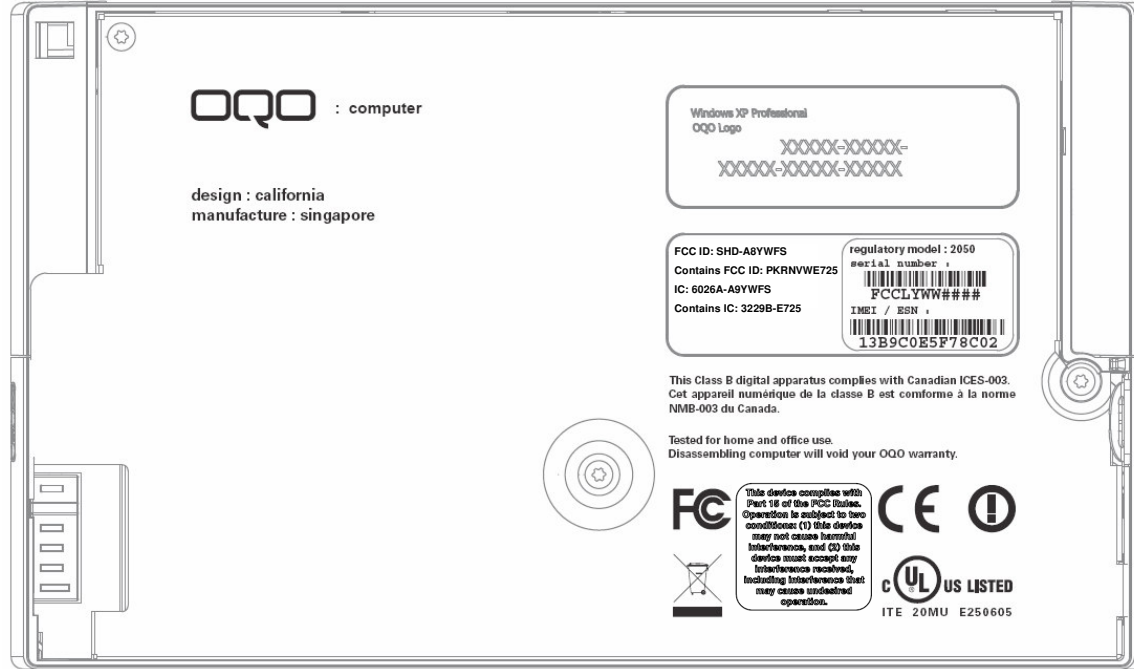 OQO : computer
design : california
manufacture : singapore
Windows XP Professional
OQO Logo
XXXXX-XXXXX-
XXXXX-XXXXX-XXXXX
FCC ID: SHD-A8YWFS
Contains FCC ID: PKRNVWE725
IC: 6026A-A9YWFS
Contains IC: 3229B-E725
regulatory model : 2050
serial number :
FCCLYWW####
IMEI / ESN :
13B9C0E5F78C02
This Class B digital apparatus complies with Canadian ICES-003.
Cet appareil numérique de la classe B est comforme à la norme
NMB-003 du Canada.
Tested for home and office use.
Disassembling computer will void your OQO warranty.
FC
This device complies with
Part 15 of the FCC Rules.
Operation is subject to two
conditions: (1) this device
may not cause harmful
interference, and (2) this
device must accept any
interference received,
including interference that
may cause undesired
operation.
CE
C UL ® US LISTED
ITE 20MU E250605